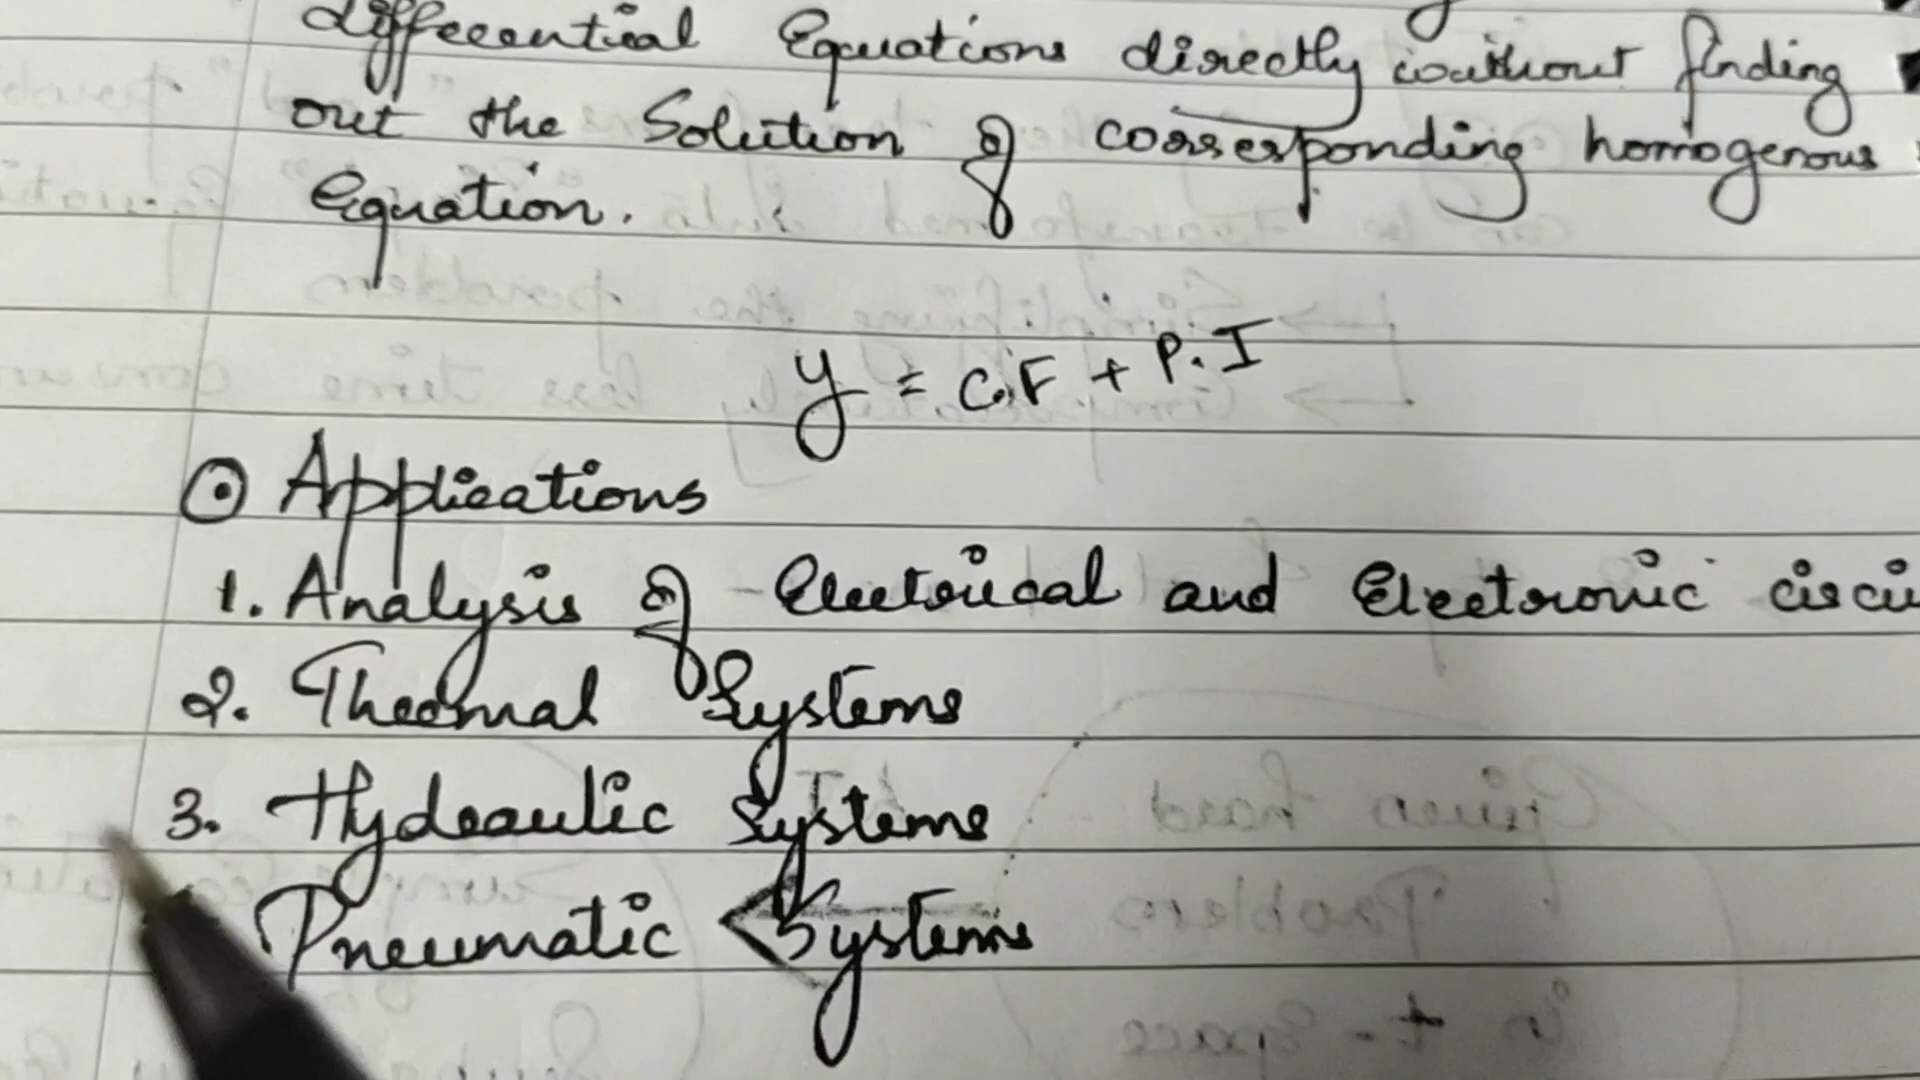 differential Equations directly without finding
out the Solution of corresponding homogenous
Equation.
y = C.F + P.I
⊙ Applications
1. Analysis of Electrical and Electronic circui
2. Thermal Systems
3. Hydraulic Systems
Pneumatic Systems